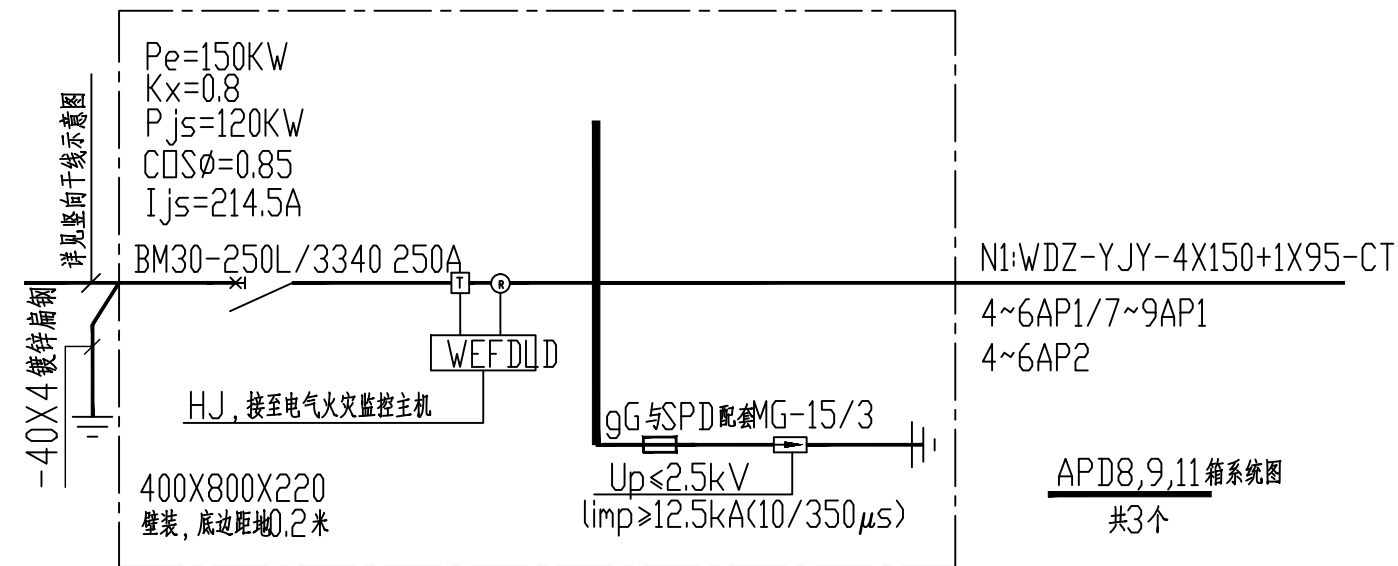 Pe=150KW
Kx=0.8
Pjs=120KW
COSØ=0.85
Ijs=214.5A
详见竖向干线示意图
BM30-250L/3340 250A
T
R
WEFDLD
HJ,接至电气火灾监控主机
-40X4镀锌扁钢
N1:WDZ-YJY-4X150+1X95-CT
4~6AP1/7~9AP1
4~6AP2
gG与SPD配套MG-15/3
Up≤2.5kV
limp≥12.5kA(10/350μs)
400X800X220
壁装,底边距地0.2米
APD8,9,11箱系统图
共3个